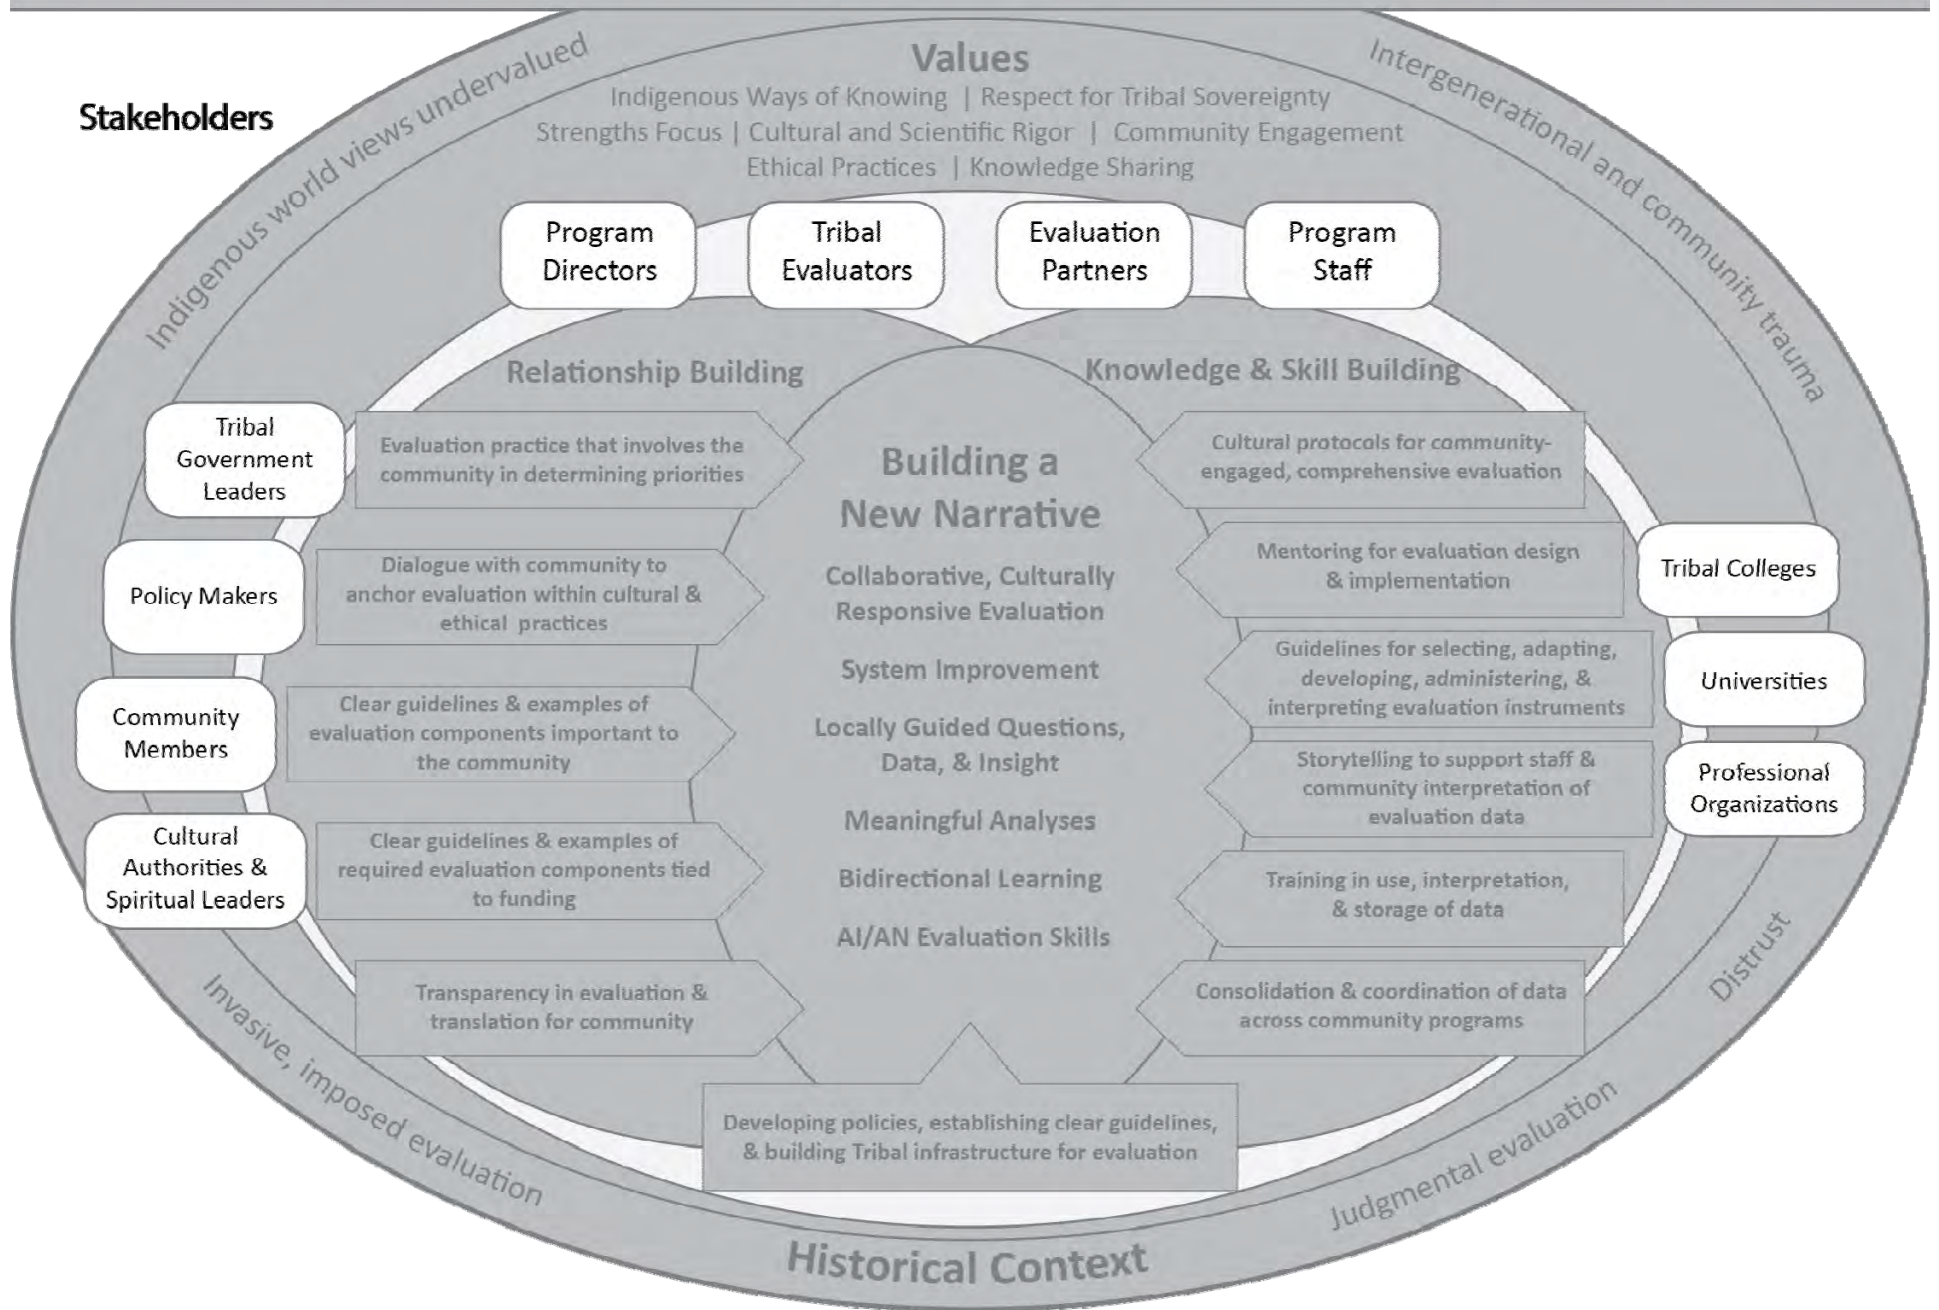 Stakeholders
Indigenous world views undervalued
Intergenerational and community trauma
Values
Indigenous Ways of Knowing | Respect for Tribal Sovereignty
Strengths Focus | Cultural and Scientific Rigor | Community Engagement
Ethical Practices | Knowledge Sharing
Program
Directors
Tribal
Evaluators
Evaluation
Partners
Program
Staff
Relationship Building
Knowledge & Skill Building
Tribal
Government
Leaders
Policy Makers
Community
Members
Cultural
Authorities &
Spiritual Leaders
Evaluation practice that involves the
community in determining priorities
Dialogue with community to
anchor evaluation within cultural &
ethical practices
Clear guidelines & examples of
evaluation components important to
the community
Clear guidelines & examples of
required evaluation components tied
to funding
Transparency in evaluation &
translation for community
Building a
New Narrative
Collaborative, Culturally
Responsive Evaluation
System Improvement
Locally Guided Questions,
Data, & Insight
Meaningful Analyses
Bidirectional Learning
AI/AN Evaluation Skills
Cultural protocols for community-
engaged, comprehensive evaluation
Mentoring for evaluation design
& implementation
Guidelines for selecting, adapting,
developing, administering, &
interpreting evaluation instruments
Storytelling to support staff &
community interpretation of
evaluation data
Training in use, interpretation,
& storage of data
Consolidation & coordination of data
across community programs
Tribal Colleges
Universities
Professional
Organizations
Developing policies, establishing clear guidelines,
& building Tribal infrastructure for evaluation
Invasive, imposed evaluation
Distrust
Judgmental evaluation
Historical Context